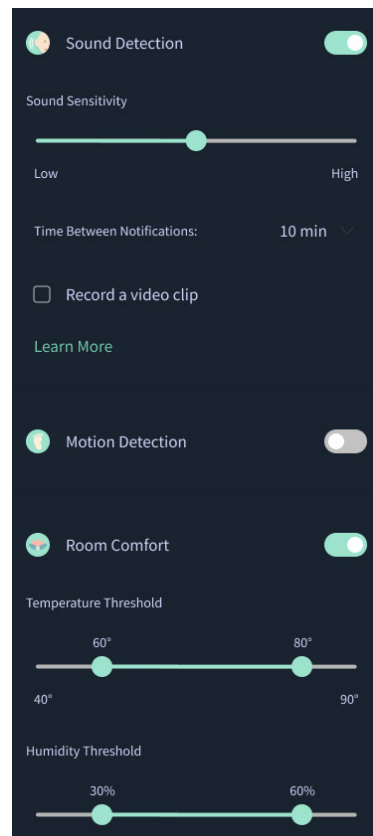 Sound Detection
Sound Sensitivity
Low High
Time Between Notifications: 10 min
Record a video clip
Learn More
Motion Detection
Room Comfort
Temperature Threshold
60° 80°
40° 90°
Humidity Threshold
30% 60%